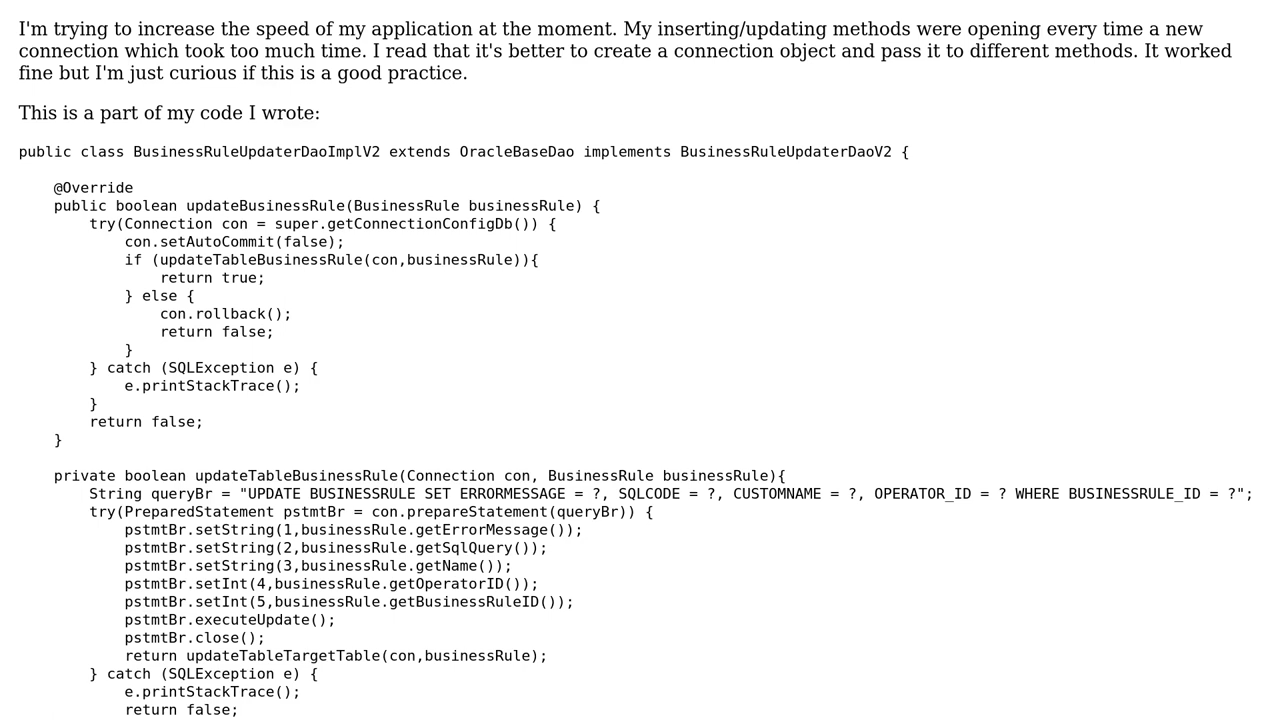 I'm trying to increase the speed of my application at the moment. My inserting/updating methods were opening every time a new
connection which took too much time. I read that it's better to create a connection object and pass it to different methods. It worked
fine but I'm just curious if this is a good practice.
This is a part of my code I wrote:
public class BusinessRuleUpdaterDaoImplV2 extends OracleBaseDao implements BusinessRuleUpdaterDaoV2 {
    @Override
    public boolean updateBusinessRule(BusinessRule businessRule) {
        try(Connection con = super.getConnectionConfigDb()) {
            con.setAutoCommit(false);
            if (updateTableBusinessRule(con,businessRule)){
                return true;
            } else {
                con.rollback();
                return false;
            }
        } catch (SQLException e) {
            e.printStackTrace();
        }
        return false;
    }
    private boolean updateTableBusinessRule(Connection con, BusinessRule businessRule){
        String queryBr = "UPDATE BUSINESSRULE SET ERRORMESSAGE = ?, SQLCODE = ?, CUSTOMNAME = ?, OPERATOR_ID = ? WHERE BUSINESSRULE_ID = ?";
        try(PreparedStatement pstmtBr = con.prepareStatement(queryBr)) {
            pstmtBr.setString(1,businessRule.getErrorMessage());
            pstmtBr.setString(2,businessRule.getSqlQuery());
            pstmtBr.setString(3,businessRule.getName());
            pstmtBr.setInt(4,businessRule.getOperatorID());
            pstmtBr.setInt(5,businessRule.getBusinessRuleID());
            pstmtBr.executeUpdate();
            pstmtBr.close();
            return updateTableTargetTable(con,businessRule);
        } catch (SQLException e) {
            e.printStackTrace();
            return false;